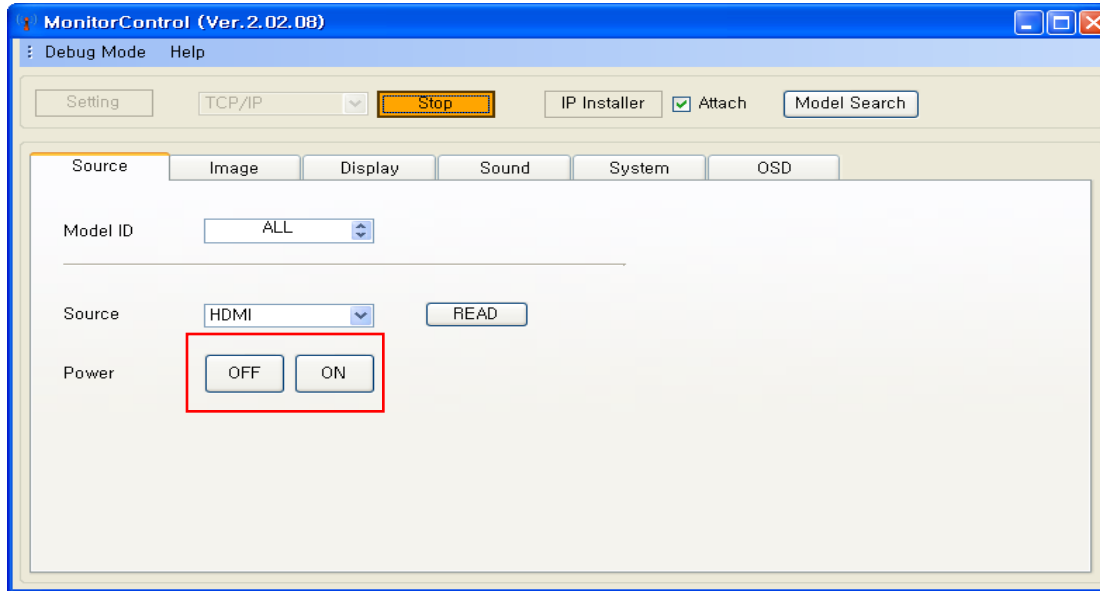 MonitorControl (Ver.2.02.08)
Debug Mode Help
Setting TCP/IP Stop IP Installer Attach Model Search
Source Image Display Sound System OSD
Model ID ALL
Source HDMI READ
Power OFF ON